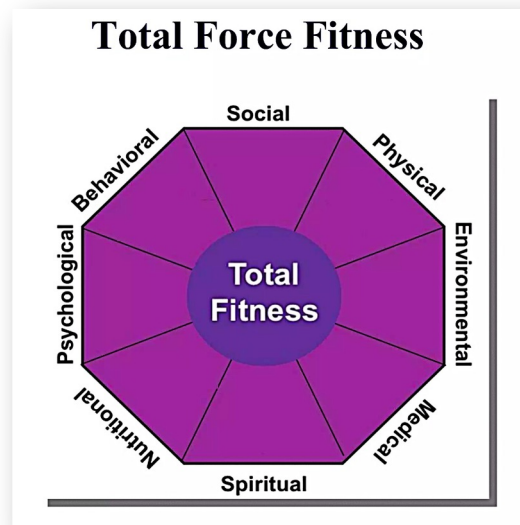 Total Force Fitness
Social
Physical
Environmental
Medical
Spiritual
Nutritional
Psychological
Behavioral
Total
Fitness